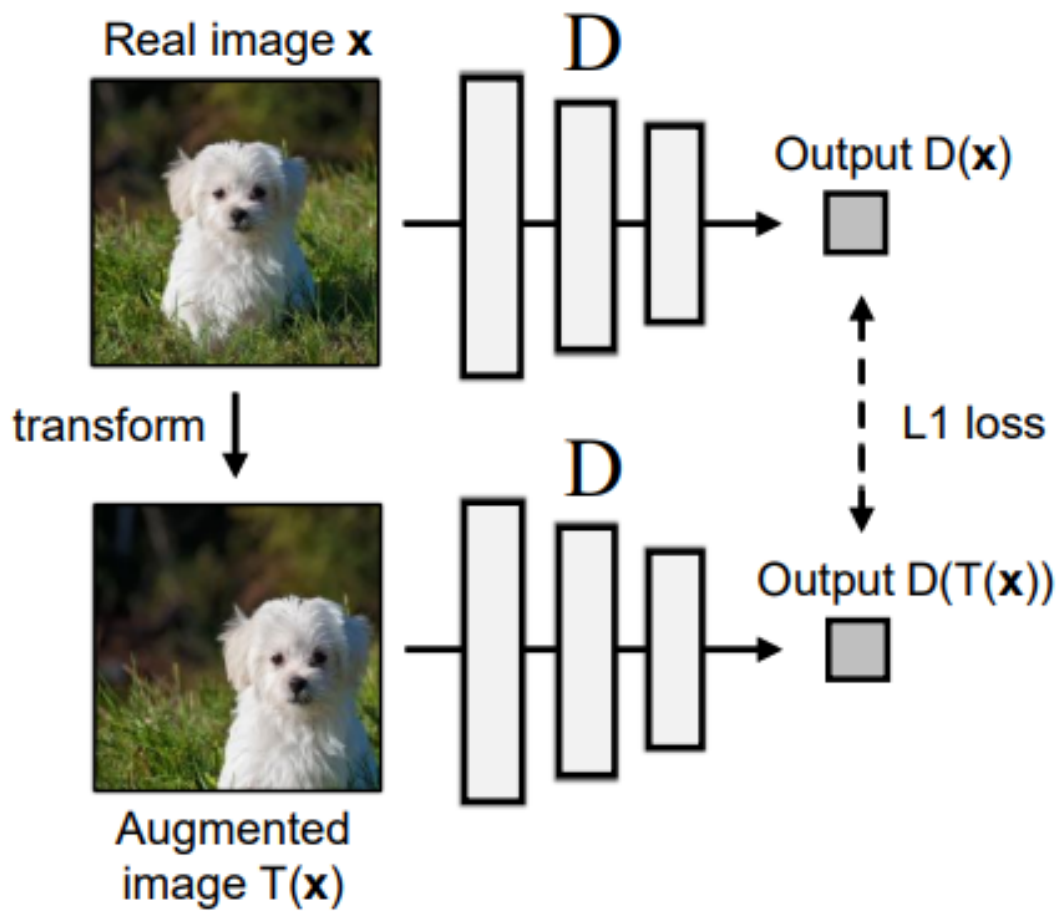 Real image x
D
Output D(x)
transform
L1 loss
D
Output D(T(x))
Augmented
image T(x)